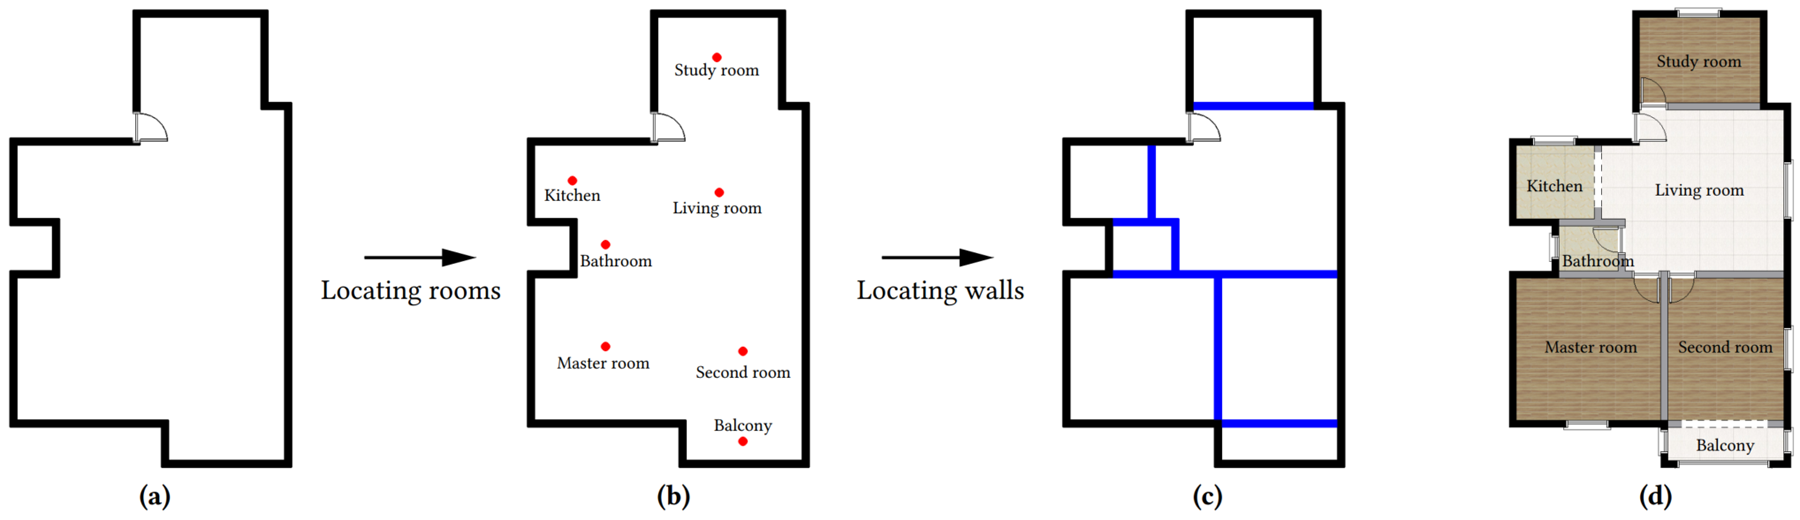 Study room
Kitchen
Living room
Bathroom
Master room
Second room
Balcony
Locating rooms
Locating walls
Study room
Kitchen
Living room
Bathroom
Master room
Second room
Balcony
(a)
(b)
(c)
(d)